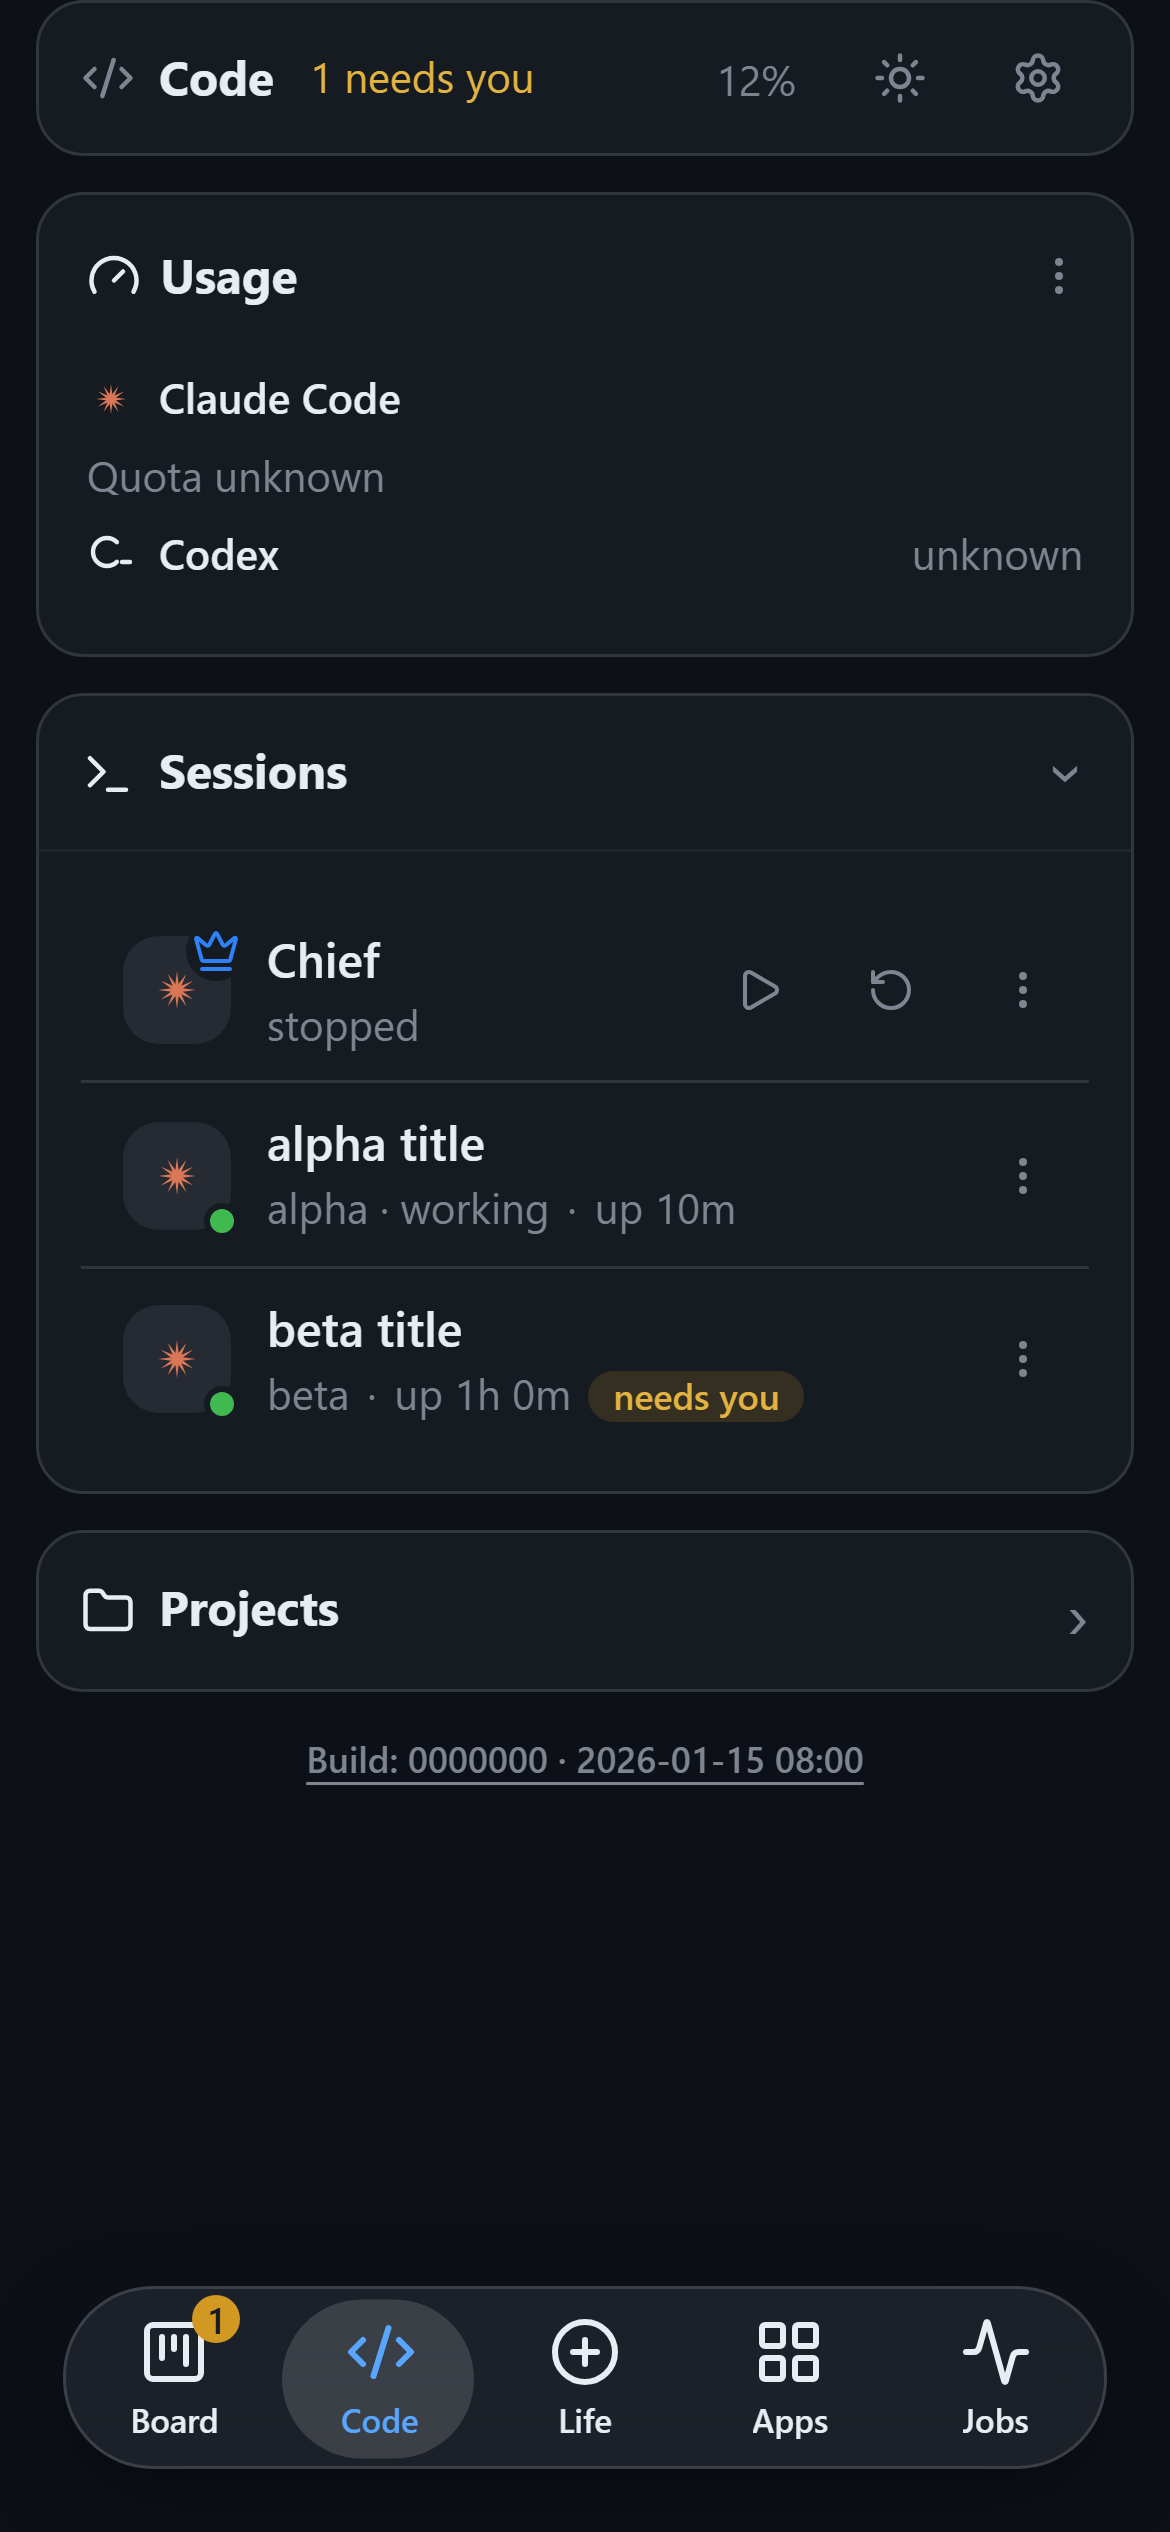 Code 1 needs you 12%
Usage
Claude Code
Quota unknown
Codex unknown
Sessions
Chief
stopped
alpha title
alpha · working · up 10m
beta title
beta · up 1h 0m needs you
Projects
Build: 0000000 · 2026-01-15 08:00
1
Board Code Life Apps Jobs